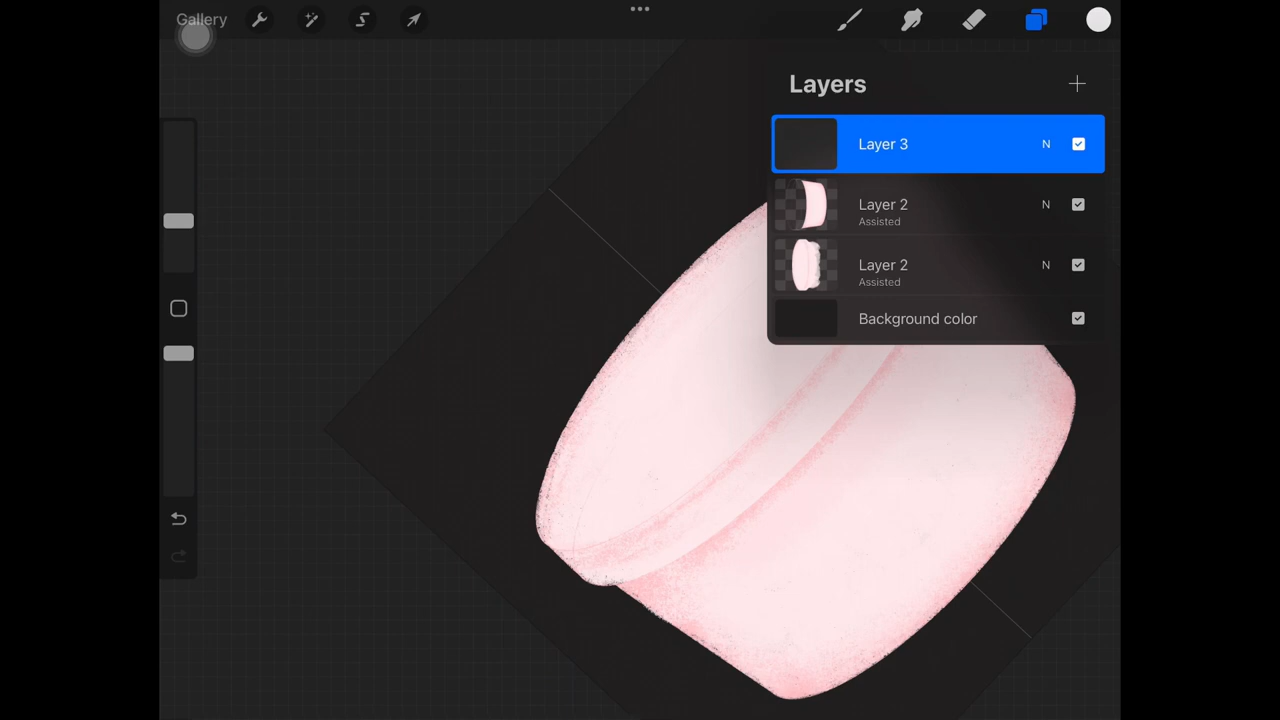 Gallery
Layers
Layer 3 N
Layer 2 N
Assisted
Layer 2 N
Assisted
Background color